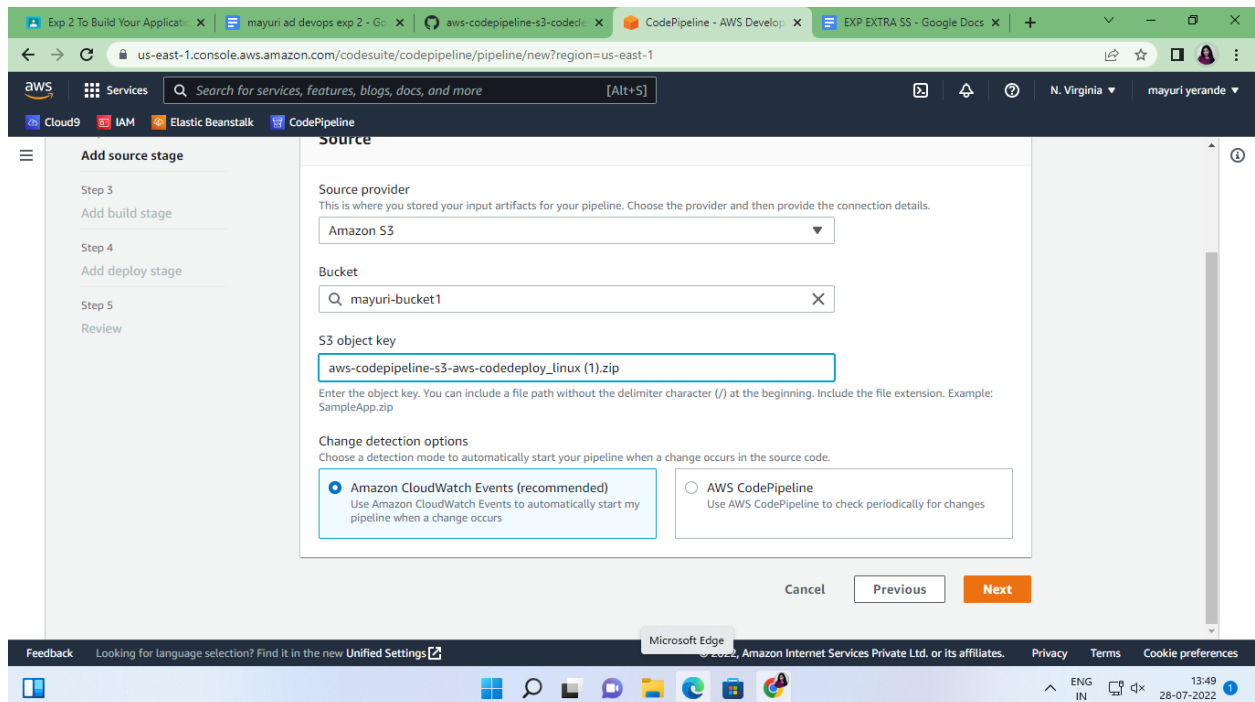 Exp 2 To Build Your Applicatio
mayuri ad devops exp 2 - Go
aws-codepipeline-s3-codede
CodePipeline - AWS Develop
EXP EXTRA SS - Google Docs
us-east-1.console.aws.amazon.com/codesuite/codepipeline/pipeline/new?region=us-east-1
aws Services Search for services, features, blogs, docs, and more [Alt+S] N. Virginia mayuri yerande
Cloud9 IAM Elastic Beanstalk CodePipeline
Add source stage
Step 3
Add build stage
Step 4
Add deploy stage
Step 5
Review
Source
Source provider
This is where you stored your input artifacts for your pipeline. Choose the provider and then provide the connection details.
Amazon S3
Bucket
mayuri-bucket1
S3 object key
aws-codepipeline-s3-aws-codedeploy_linux (1).zip
Enter the object key. You can include a file path without the delimiter character (/) at the beginning. Include the file extension. Example:
SampleApp.zip
Change detection options
Choose a detection mode to automatically start your pipeline when a change occurs in the source code.
Amazon CloudWatch Events (recommended)
Use Amazon CloudWatch Events to automatically start my
pipeline when a change occurs
AWS CodePipeline
Use AWS CodePipeline to check periodically for changes
Cancel Previous Next
Microsoft Edge
Feedback Looking for language selection? Find it in the new Unified Settings © 2022, Amazon Internet Services Private Ltd. or its affiliates. Privacy Terms Cookie preferences
ENG
IN
13:49
28-07-2022
1